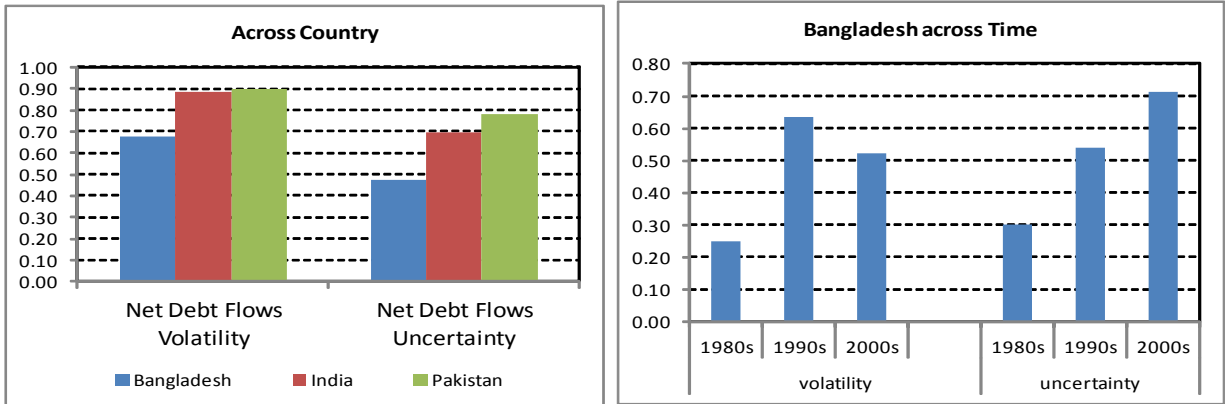 Across Country
1.00
0.90
0.80
0.70
0.60
0.50
0.40
0.30
0.20
0.10
0.00
Net Debt Flows
Volatility
Net Debt Flows
Uncertainty
Bangladesh India Pakistan
Bangladesh across Time
0.80
0.70
0.60
0.50
0.40
0.30
0.20
0.10
0.00
1980s 1990s 2000s 1980s 1990s 2000s
volatility uncertainty